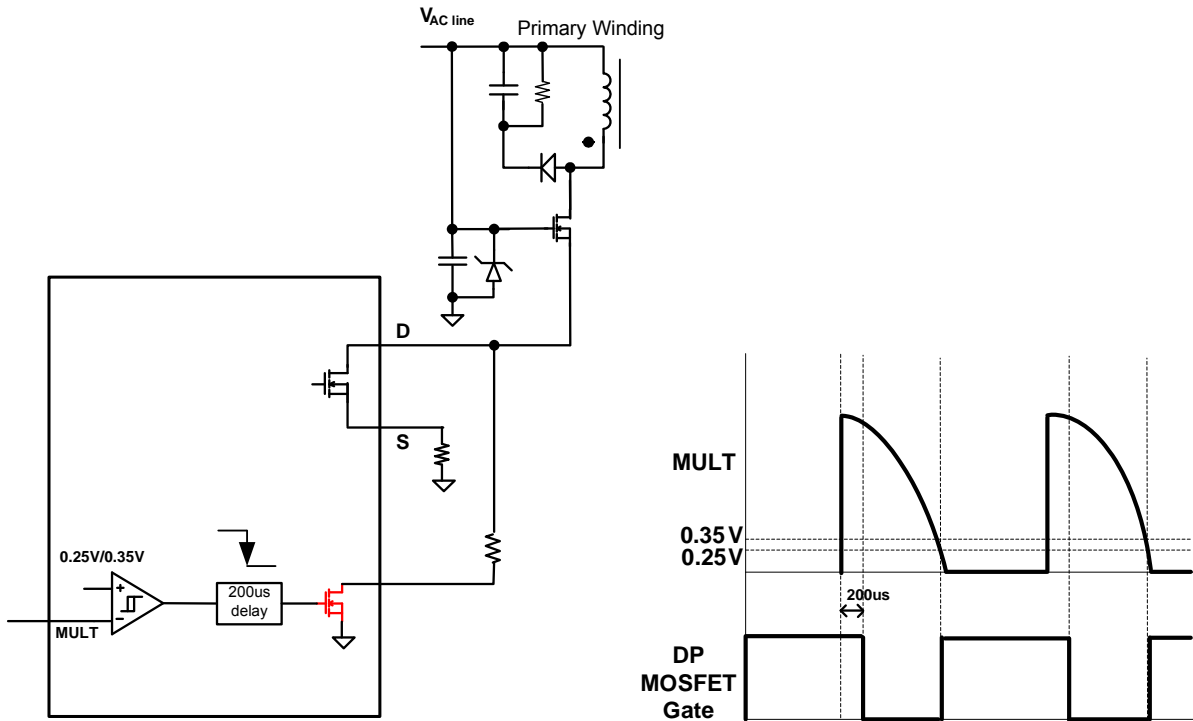 VAC line
Primary Winding
D
S
0.25V/0.35V
+
-
200us
delay
MULT
MULT
0.35 V
0.25 V
200us
DP
MOSFET
Gate